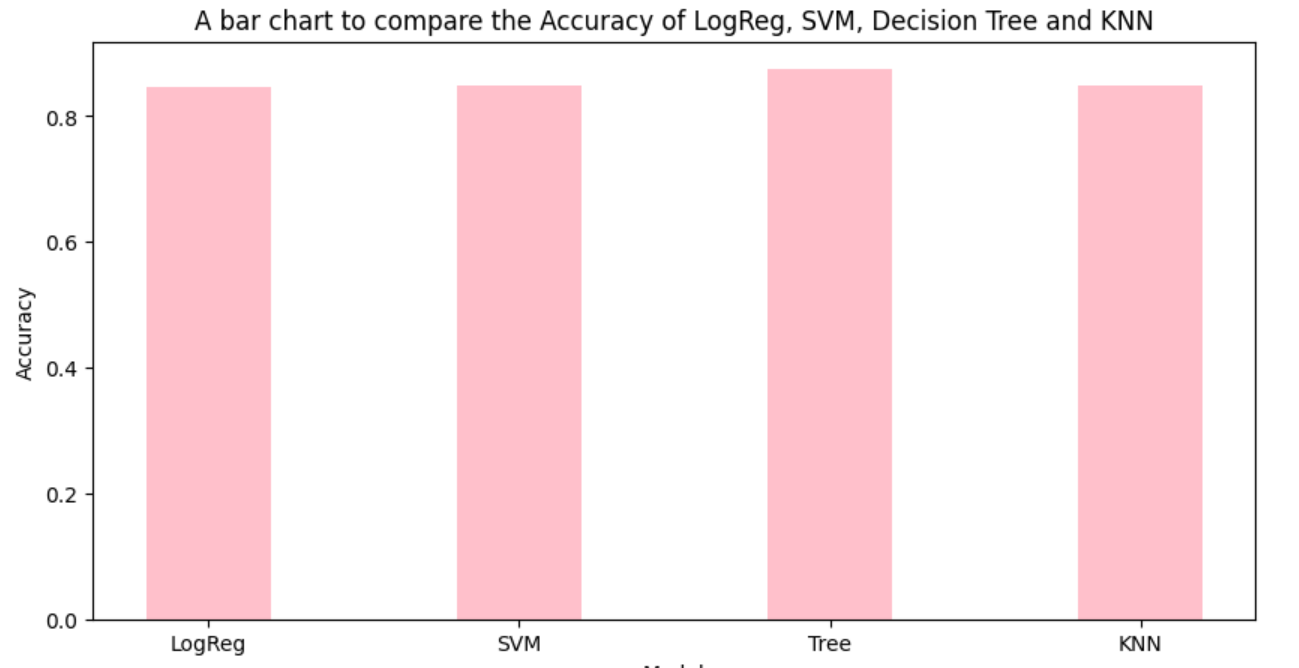 A bar chart to compare the Accuracy of LogReg, SVM, Decision Tree and KNN
0.8
0.6
Accuracy
0.4
0.2
0.0
LogReg SVM Tree KNN